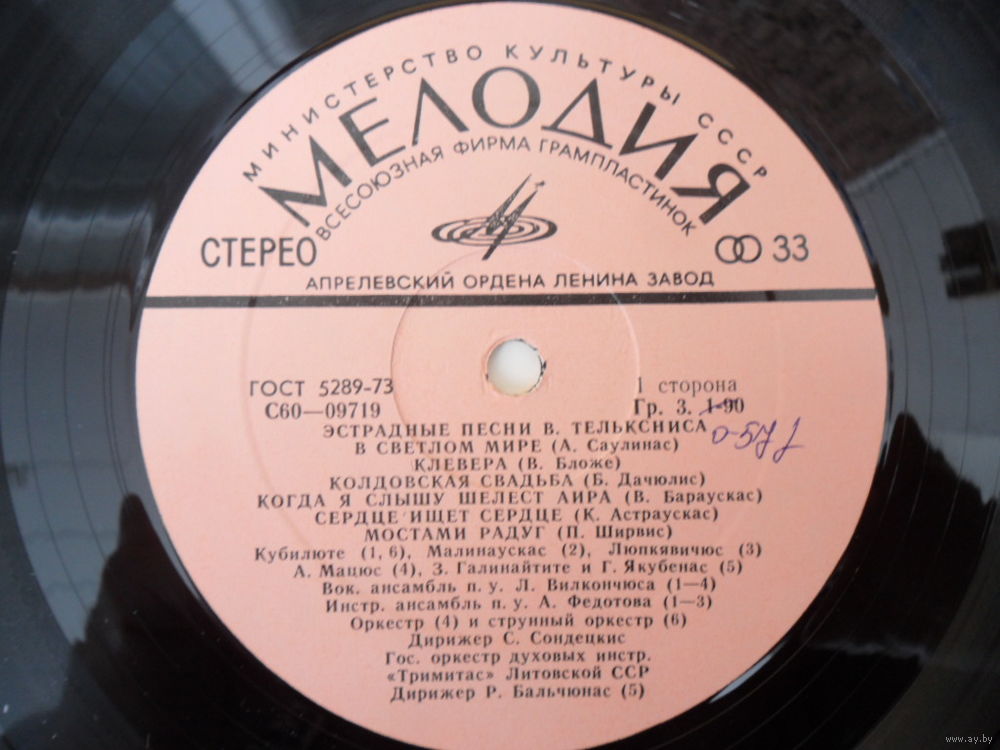 МИНИСТЕРСТВО КУЛЬТУРЫ СССР
МЕЛОДИЯ
ВСЕСОЮЗНАЯ ФИРМА ГРАМПЛАСТИНОК
СТЕРЕО
33
АПРЕЛЕВСКИЙ ОРДЕНА ЛЕНИНА ЗАВОД
ГОСТ 5289-73
1 сторона
С60—09719
Гр. 3. 1-90
ЭСТРАДНЫЕ ПЕСНИ В. ТЕЛЬКСНИСА
В СВЕТЛОМ МИРЕ (А. Саулинас)
КЛЕВЕРА (В. Бложе)
КОЛДОВСКАЯ СВАДЬБА (Б. Дачюлис)
КОГДА Я СЛЫШУ ШЕЛЕСТ АИРА (В. Бараускас)
СЕРДЦЕ ИЩЕТ СЕРДЦЕ (К. Астраускас)
МОСТАМИ РАДУГ (П. Ширвис)
Кубилюте (1, 6), Малинаускас (2), Люпкявичюс (3)
А. Мацюс (4), З. Галинайтите и Г. Якубенас (5)
Вок. ансамбль п. у. Л. Вилкончюса (1—4)
Инстр. ансамбль п. у. А. Федотова (1—3)
Оркестр (4) и струнный оркестр (6)
Дирижер С. Сондецкис
Гос. оркестр духовых инстр.
«Тримитас» Литовской ССР
Дирижер Р. Бальчюнас (5)
www.ay.by